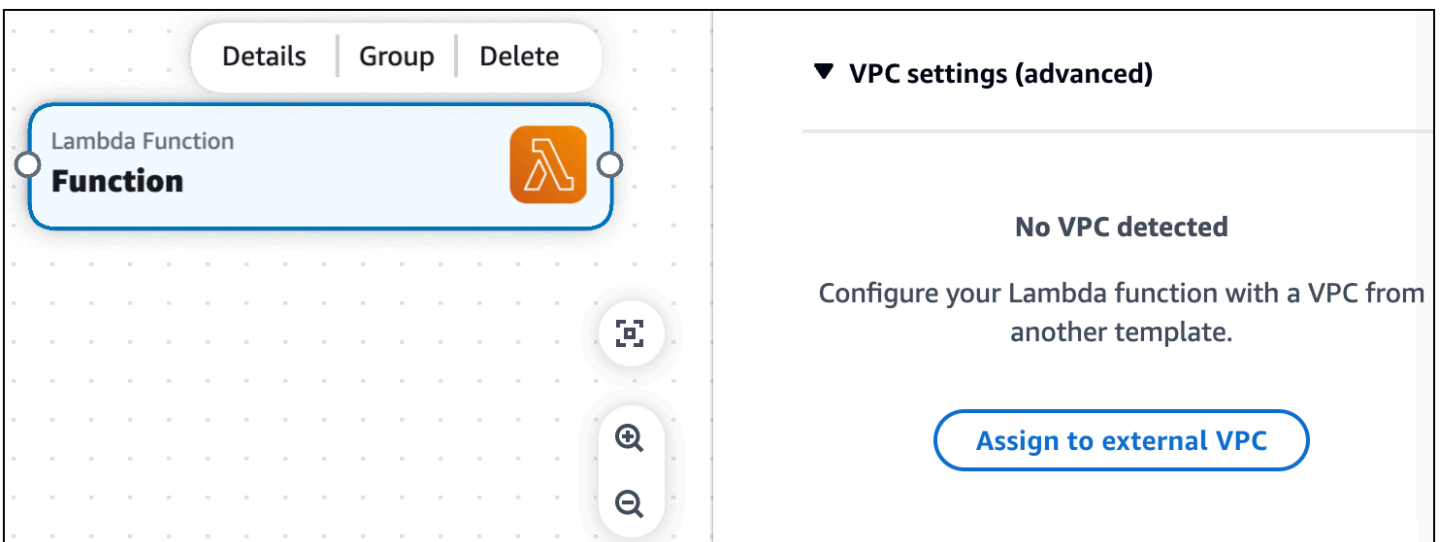 Details
Group
Delete
Lambda Function
Function
▼ VPC settings (advanced)
No VPC detected
Configure your Lambda function with a VPC from
another template.
Assign to external VPC